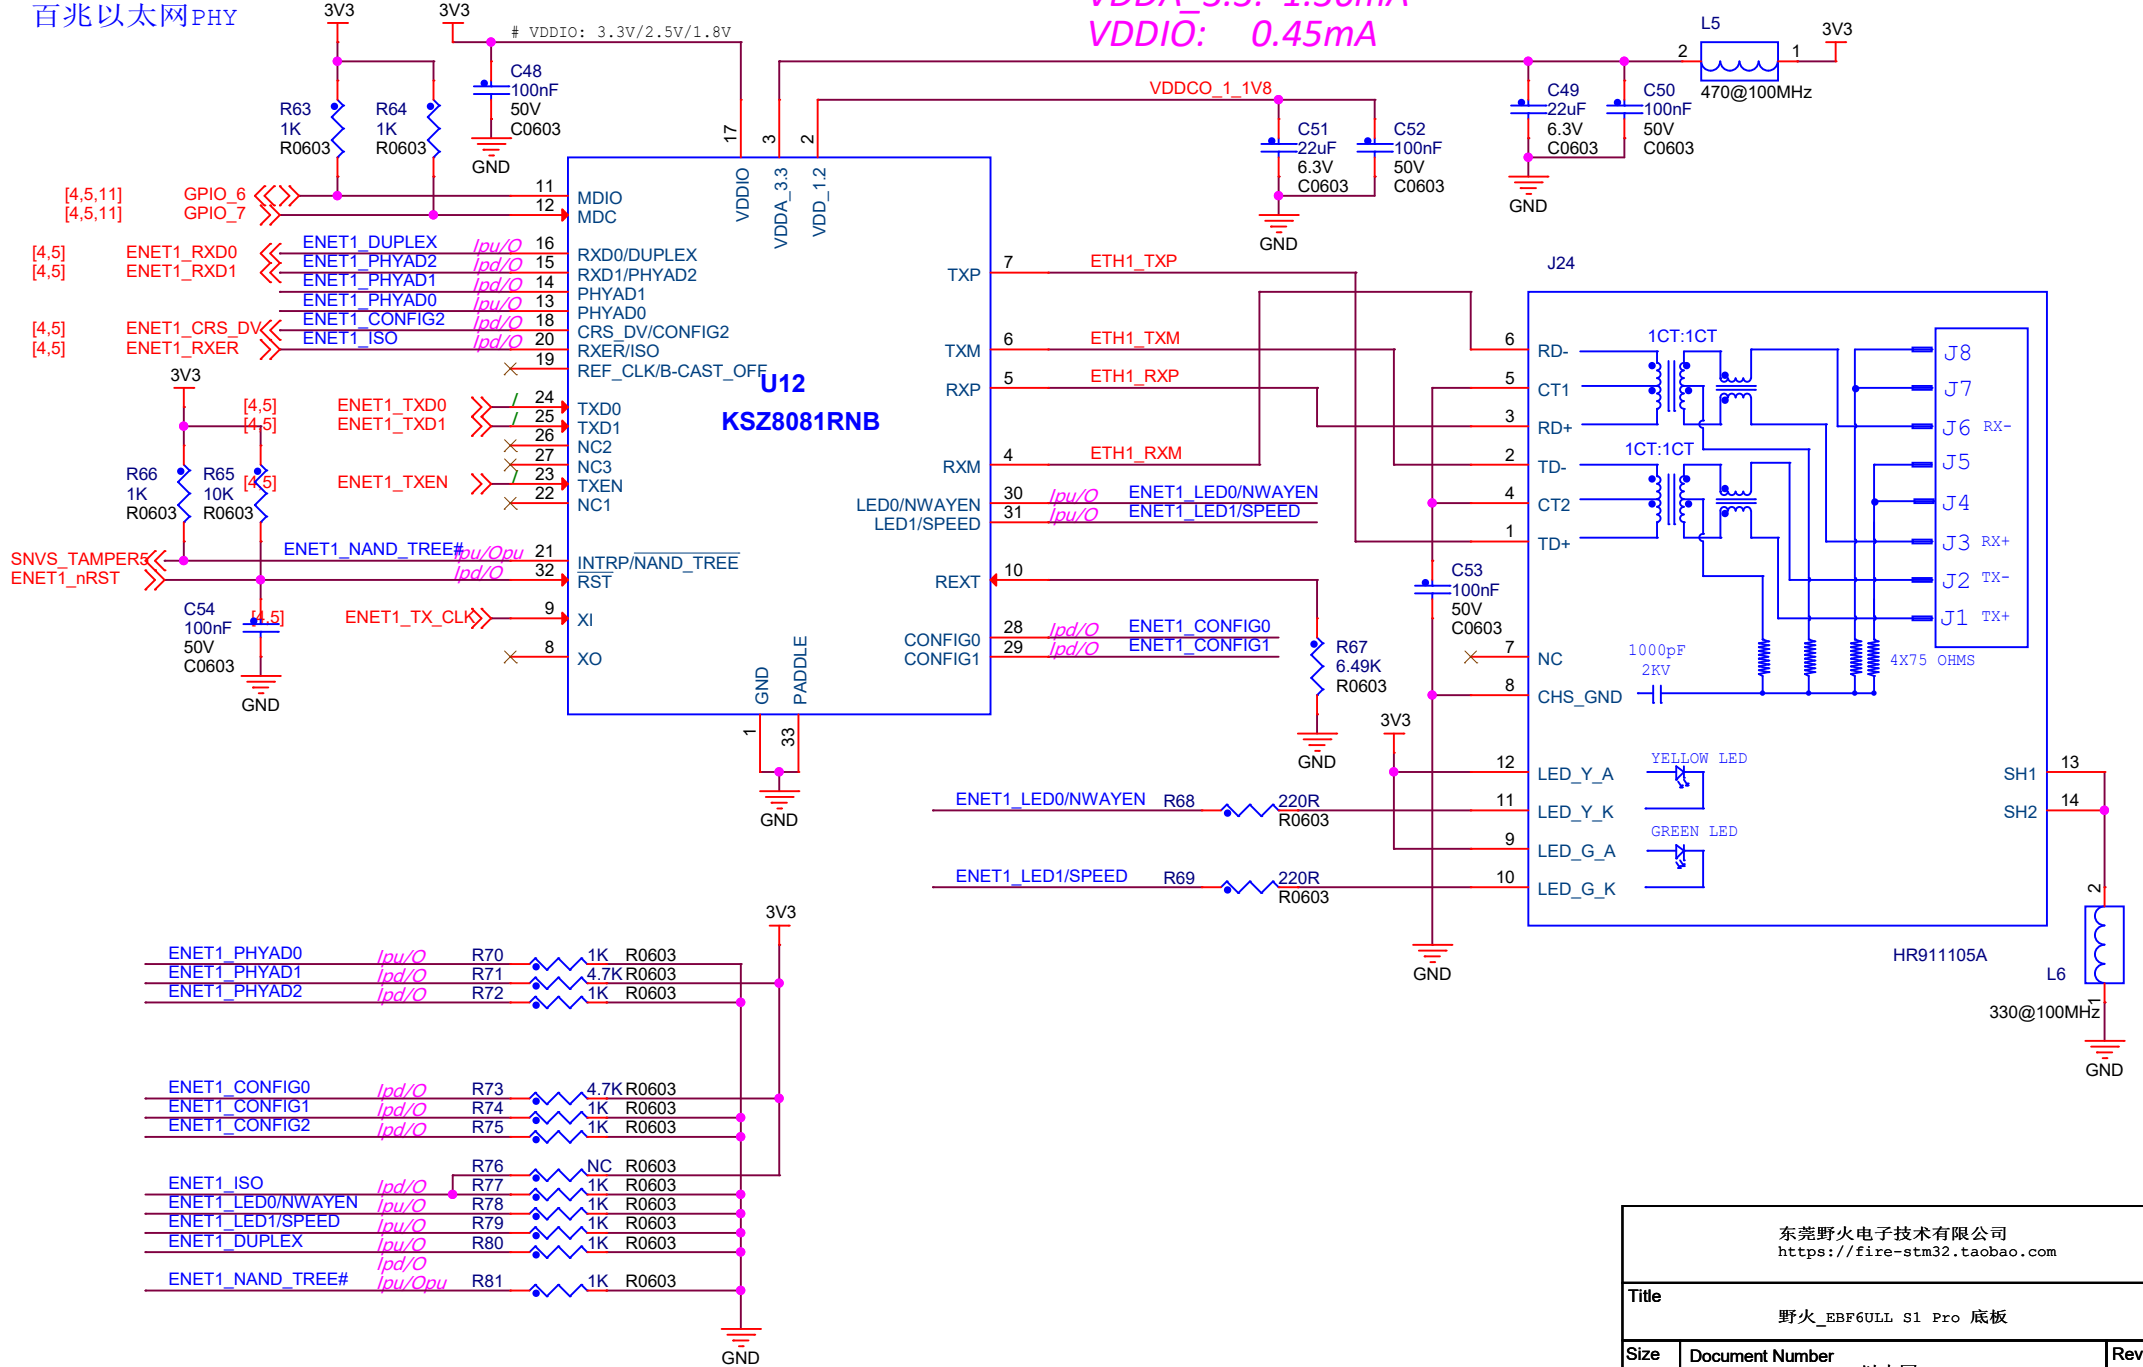 百兆以太网PHY
3V3
3V3
# VDDIO: 3.3V/2.5V/1.8V
VDDIO: 0.45mA
L5
2
1
3V3
470@100MHz
R63
1K
R0603
R64
1K
R0603
C48
100nF
50V
C0603
GND
VDDCO_1_1V8
C51
22uF
6.3V
C0603
C52
100nF
50V
C0603
GND
C49
22uF
6.3V
C0603
C50
100nF
50V
C0603
GND
17
3
2
VDDIO
VDDA_3.3
VDD_1.2
[4,5,11] GPIO_6 11 MDIO
[4,5,11] GPIO_7 12 MDC
[4,5] ENET1_RXD0 ENET1_DUPLEX Ipu/O 16 RXD0/DUPLEX
[4,5] ENET1_RXD1 ENET1_PHYAD2 Ipd/O 15 RXD1/PHYAD2
ENET1_PHYAD1 Ipd/O 14 PHYAD1
ENET1_PHYAD0 Ipu/O 13 PHYAD0
[4,5] ENET1_CRS_DV ENET1_CONFIG2 Ipd/O 18 CRS_DV/CONFIG2
[4,5] ENET1_RXER ENET1_ISO Ipd/O 20 RXER/ISO
19 REF_CLK/B-CAST_OFF
U12
KSZ8081RNB
3V3
[4,5] ENET1_TXD0 24 TXD0
[4,5] ENET1_TXD1 25 TXD1
26 NC2
27 NC3
[4,5] ENET1_TXEN 23 TXEN
22 NC1
R66
1K
R0603
R65
10K
R0603
SNVS_TAMPER5 ENET1_NAND_TREE# Ipu/Opu 21 INTRP/NAND_TREE
ENET1_nRST Ipd/O 32 RST
C54
100nF
50V
C0603
GND
[4,5] ENET1_TX_CLK 9 XI
8 XO
GND
PADDLE
1
33
GND
TXP 7 ETH1_TXP
TXM 6 ETH1_TXM
RXP 5 ETH1_RXP
RXM 4 ETH1_RXM
LED0/NWAYEN 30 Ipu/O ENET1_LED0/NWAYEN
LED1/SPEED 31 Ipu/O ENET1_LED1/SPEED
REXT 10
CONFIG0 28 Ipd/O ENET1_CONFIG0
CONFIG1 29 Ipd/O ENET1_CONFIG1
R67
6.49K
R0603
GND
C53
100nF
50V
C0603
GND
J24
6 RD-
5 CT1
3 RD+
2 TD-
4 CT2
1 TD+
7 NC
8 CHS_GND
12 LED_Y_A
11 LED_Y_K
9 LED_G_A
10 LED_G_K
1CT:1CT
1CT:1CT
J8
J7
J6 RX-
J5
J4
J3 RX+
J2 TX-
J1 TX+
1000pF
2KV
4X75 OHMS
YELLOW LED
GREEN LED
SH1 13
SH2 14
HR911105A
3V3
ENET1_LED0/NWAYEN R68 220R
R0603
ENET1_LED1/SPEED R69 220R
R0603
2
L6
1
330@100MHz
GND
3V3
ENET1_PHYAD0 Ipu/O R70 1K R0603
ENET1_PHYAD1 Ipd/O R71 4.7K R0603
ENET1_PHYAD2 Ipd/O R72 1K R0603
ENET1_CONFIG0 Ipd/O R73 4.7K R0603
ENET1_CONFIG1 Ipd/O R74 1K R0603
ENET1_CONFIG2 Ipd/O R75 1K R0603
R76 NC R0603
ENET1_ISO Ipd/O R77 1K R0603
ENET1_LED0/NWAYEN Ipu/O R78 1K R0603
ENET1_LED1/SPEED Ipu/O R79 1K R0603
ENET1_DUPLEX Ipu/O R80 1K R0603
Ipd/O
ENET1_NAND_TREE# Ipu/Opu R81 1K R0603
GND
东莞野火电子技术有限公司
https://fire-stm32.taobao.com
Title
野火_EBF6ULL S1 Pro 底板
Size
Document Number
Rev